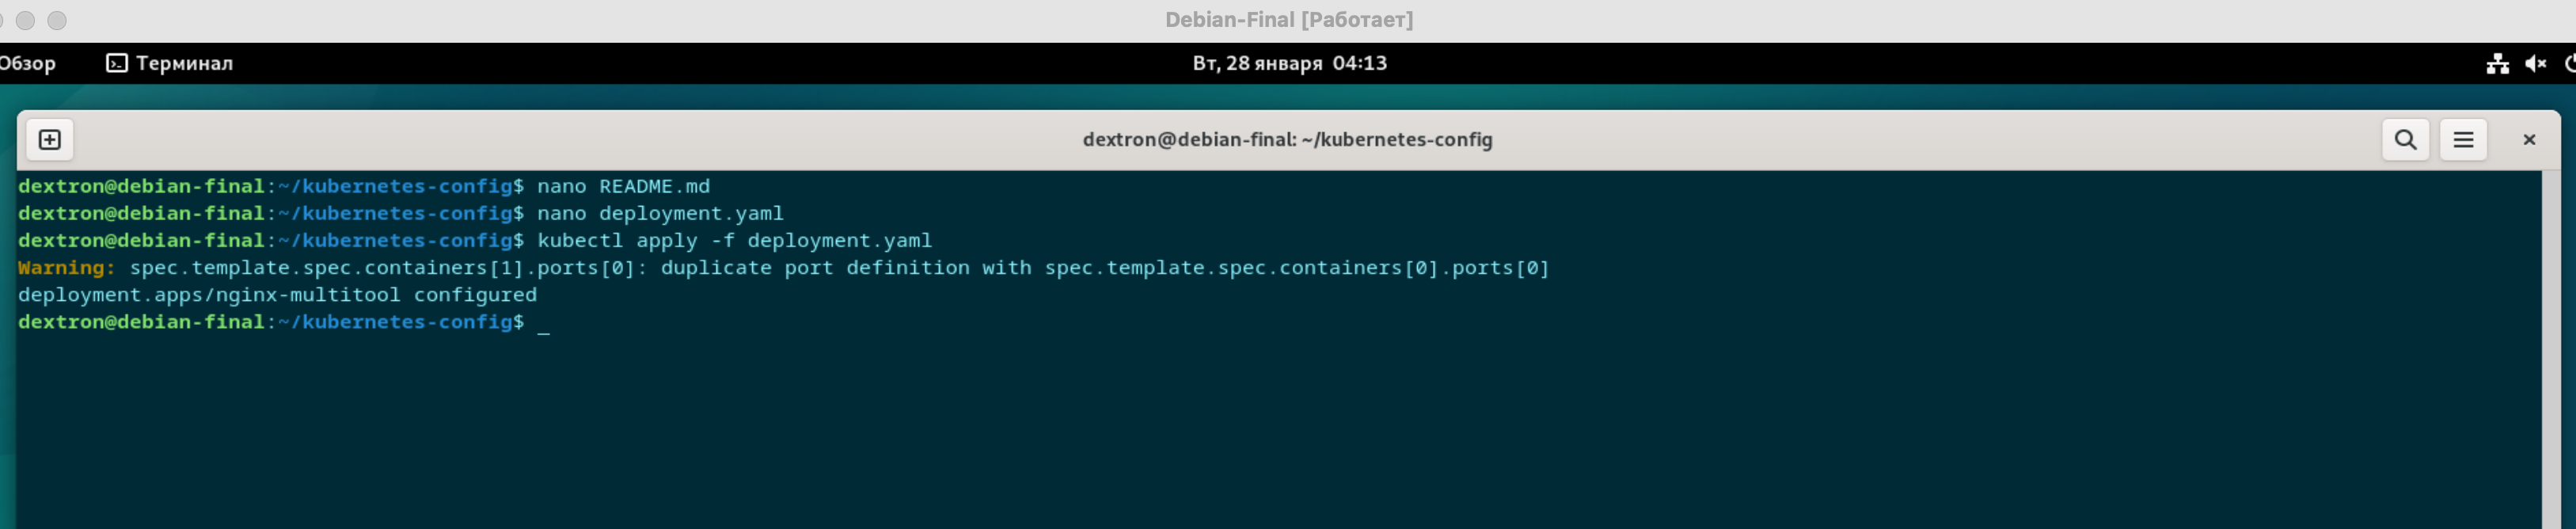 Debian-Final [Работает]
Обзор
Терминал
Вт, 28 января 04:13
dextron@debian-final: ~/kubernetes-config
dextron@debian-final:~/kubernetes-config$ nano README.md
dextron@debian-final:~/kubernetes-config$ nano deployment.yaml
dextron@debian-final:~/kubernetes-config$ kubectl apply -f deployment.yaml
Warning: spec.template.spec.containers[1].ports[0]: duplicate port definition with spec.template.spec.containers[0].ports[0]
deployment.apps/nginx-multitool configured
dextron@debian-final:~/kubernetes-config$ _